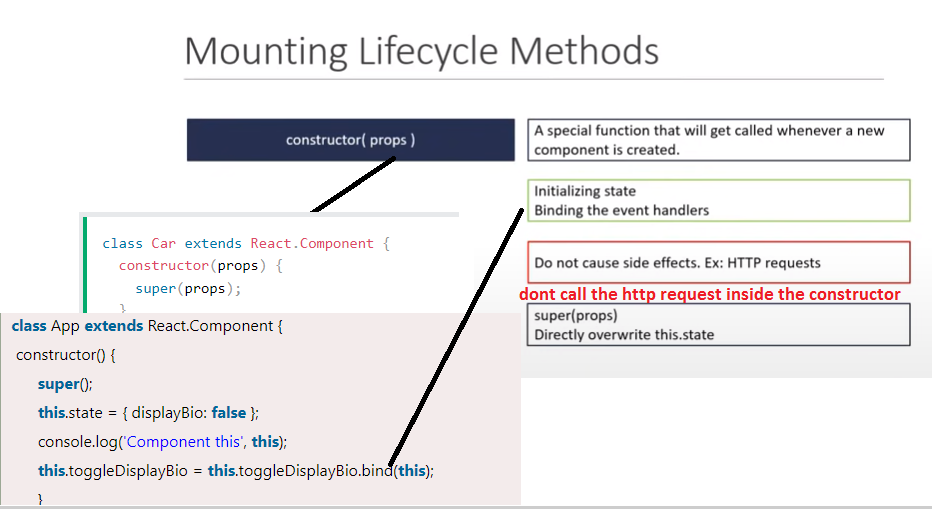 Mounting Lifecycle Methods
constructor( props )
A special function that will get called whenever a new
component is created.
Initializing state
Binding the event handlers
Do not cause side effects. Ex: HTTP requests
dont call the http request inside the constructor
super(props)
Directly overwrite this.state
class Car extends React.Component {
constructor(props) {
super(props);
}
class App extends React.Component {
constructor() {
super();
this.state = { displayBio: false };
console.log('Component this', this);
this.toggleDisplayBio = this.toggleDisplayBio.bind(this);
}